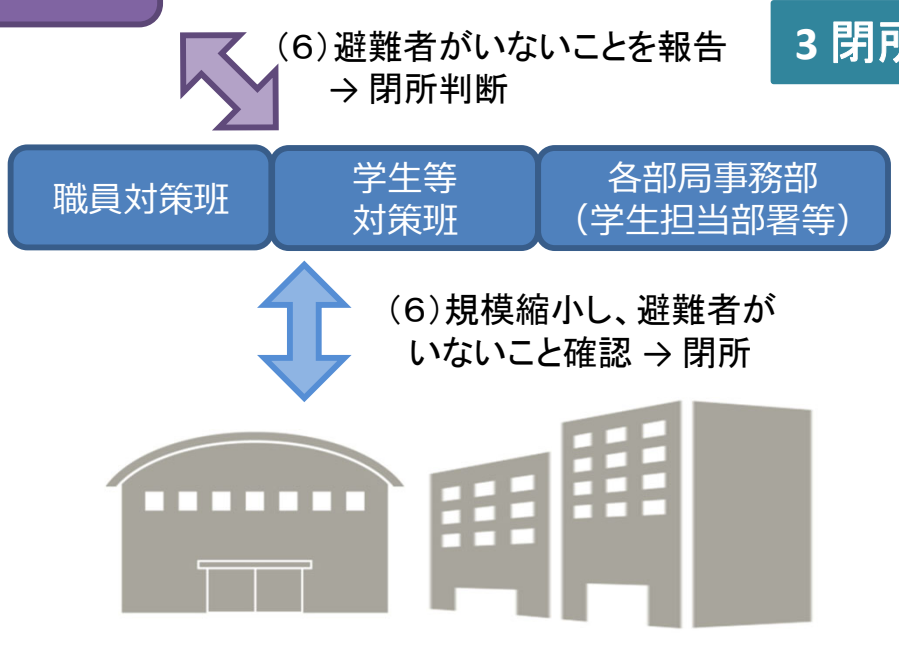 (６)避難者がいないことを報告
→ 閉所判断
3 閉所
職員対策班
学生等
対策班
各部局事務部
（学生担当部署等）
(６)規模縮小し、避難者が
いないこと確認 → 閉所